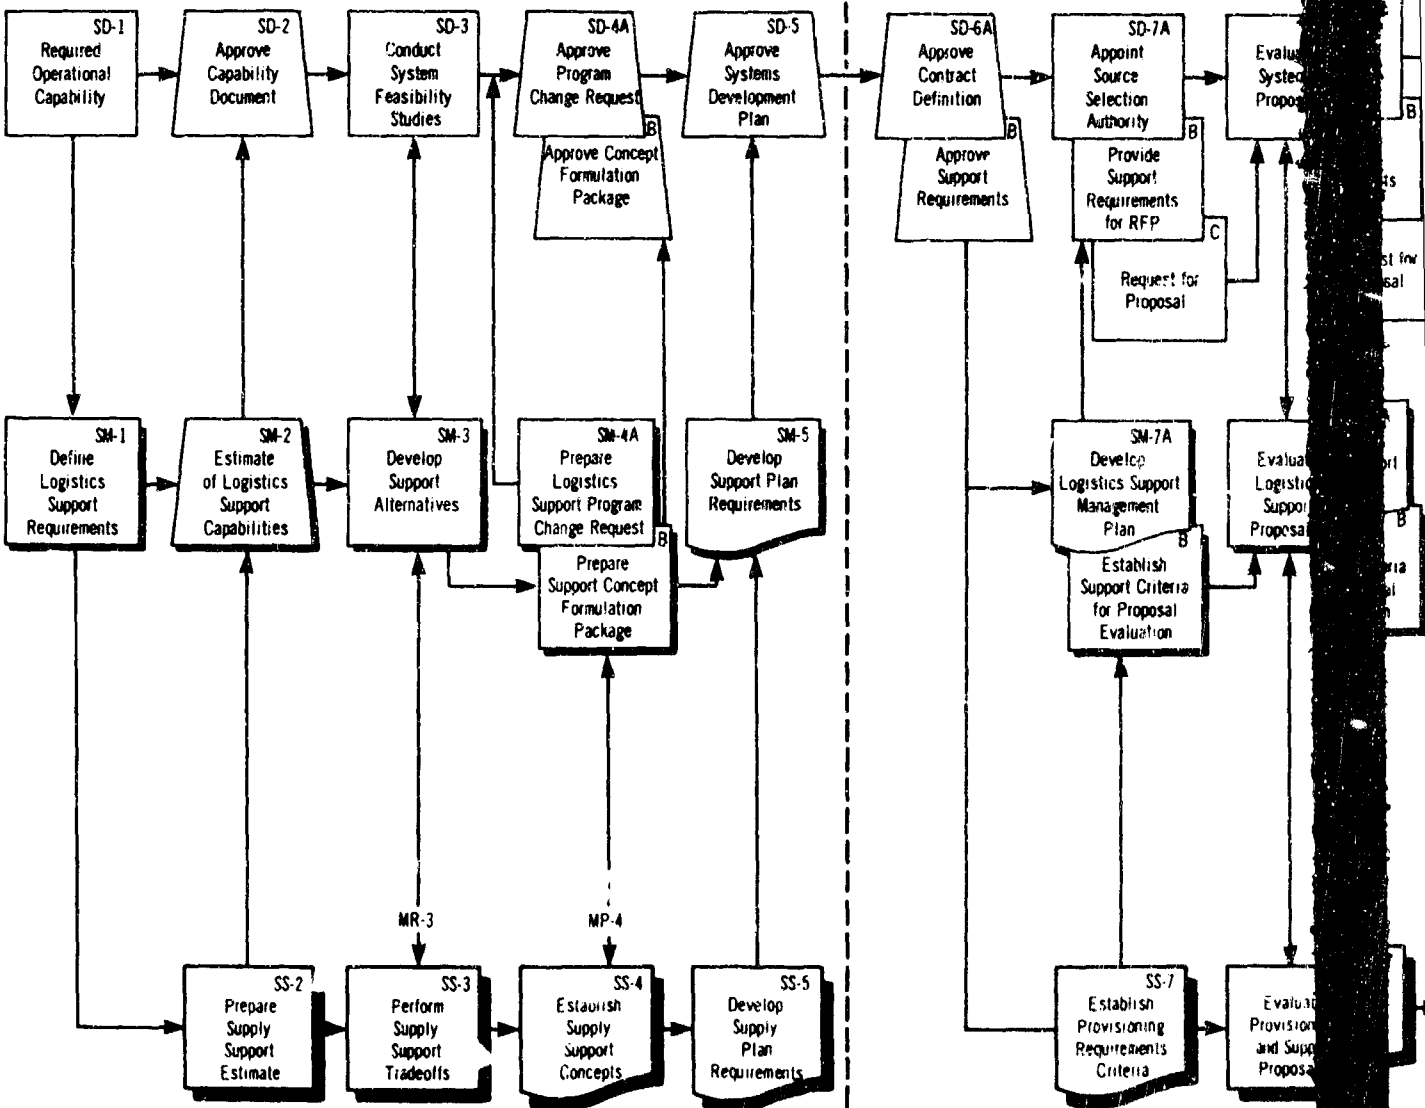 SD-1
Required
Operational
Capability
SD-2
Approve
Capability
Document
SD-3
Conduct
System
Feasibility
Studies
SD-4A
Approve
Program
Change Request
B
Approve Concept
Formulation
Package
SD-5
Approve
Systems
Development
Plan
SD-6A
Approve
Contract
Definition
B
Approve
Support
Requirements
SD-7A
Appoint
Source
Selection
Authority
B
Provide
Support
Requirements
for RFP
C
Request for
Proposal
B
SM-1
Define
Logistics
Support
Requirements
SM-2
Estimate
of Logistics
Support
Capabilities
SM-3
Develop
Support
Alternatives
SM-4A
Prepare
Logistics
Support Program
Change Request
B
Prepare
Support Concept
Formulation
Package
SM-5
Develop
Support Plan
Requirements
SM-7A
Develop
Logistics Support
Management
Plan
B
Establish
Support Criteria
for Proposal
Evaluation
B
MR-3
MP-4
SS-2
Prepare
Supply
Support
Estimate
SS-3
Perform
Supply
Support
Tradeoffs
SS-4
Establish
Supply
Support
Concepts
SS-5
Develop
Supply
Plan
Requirements
SS-7
Establish
Provisioning
Requirements
Criteria
and